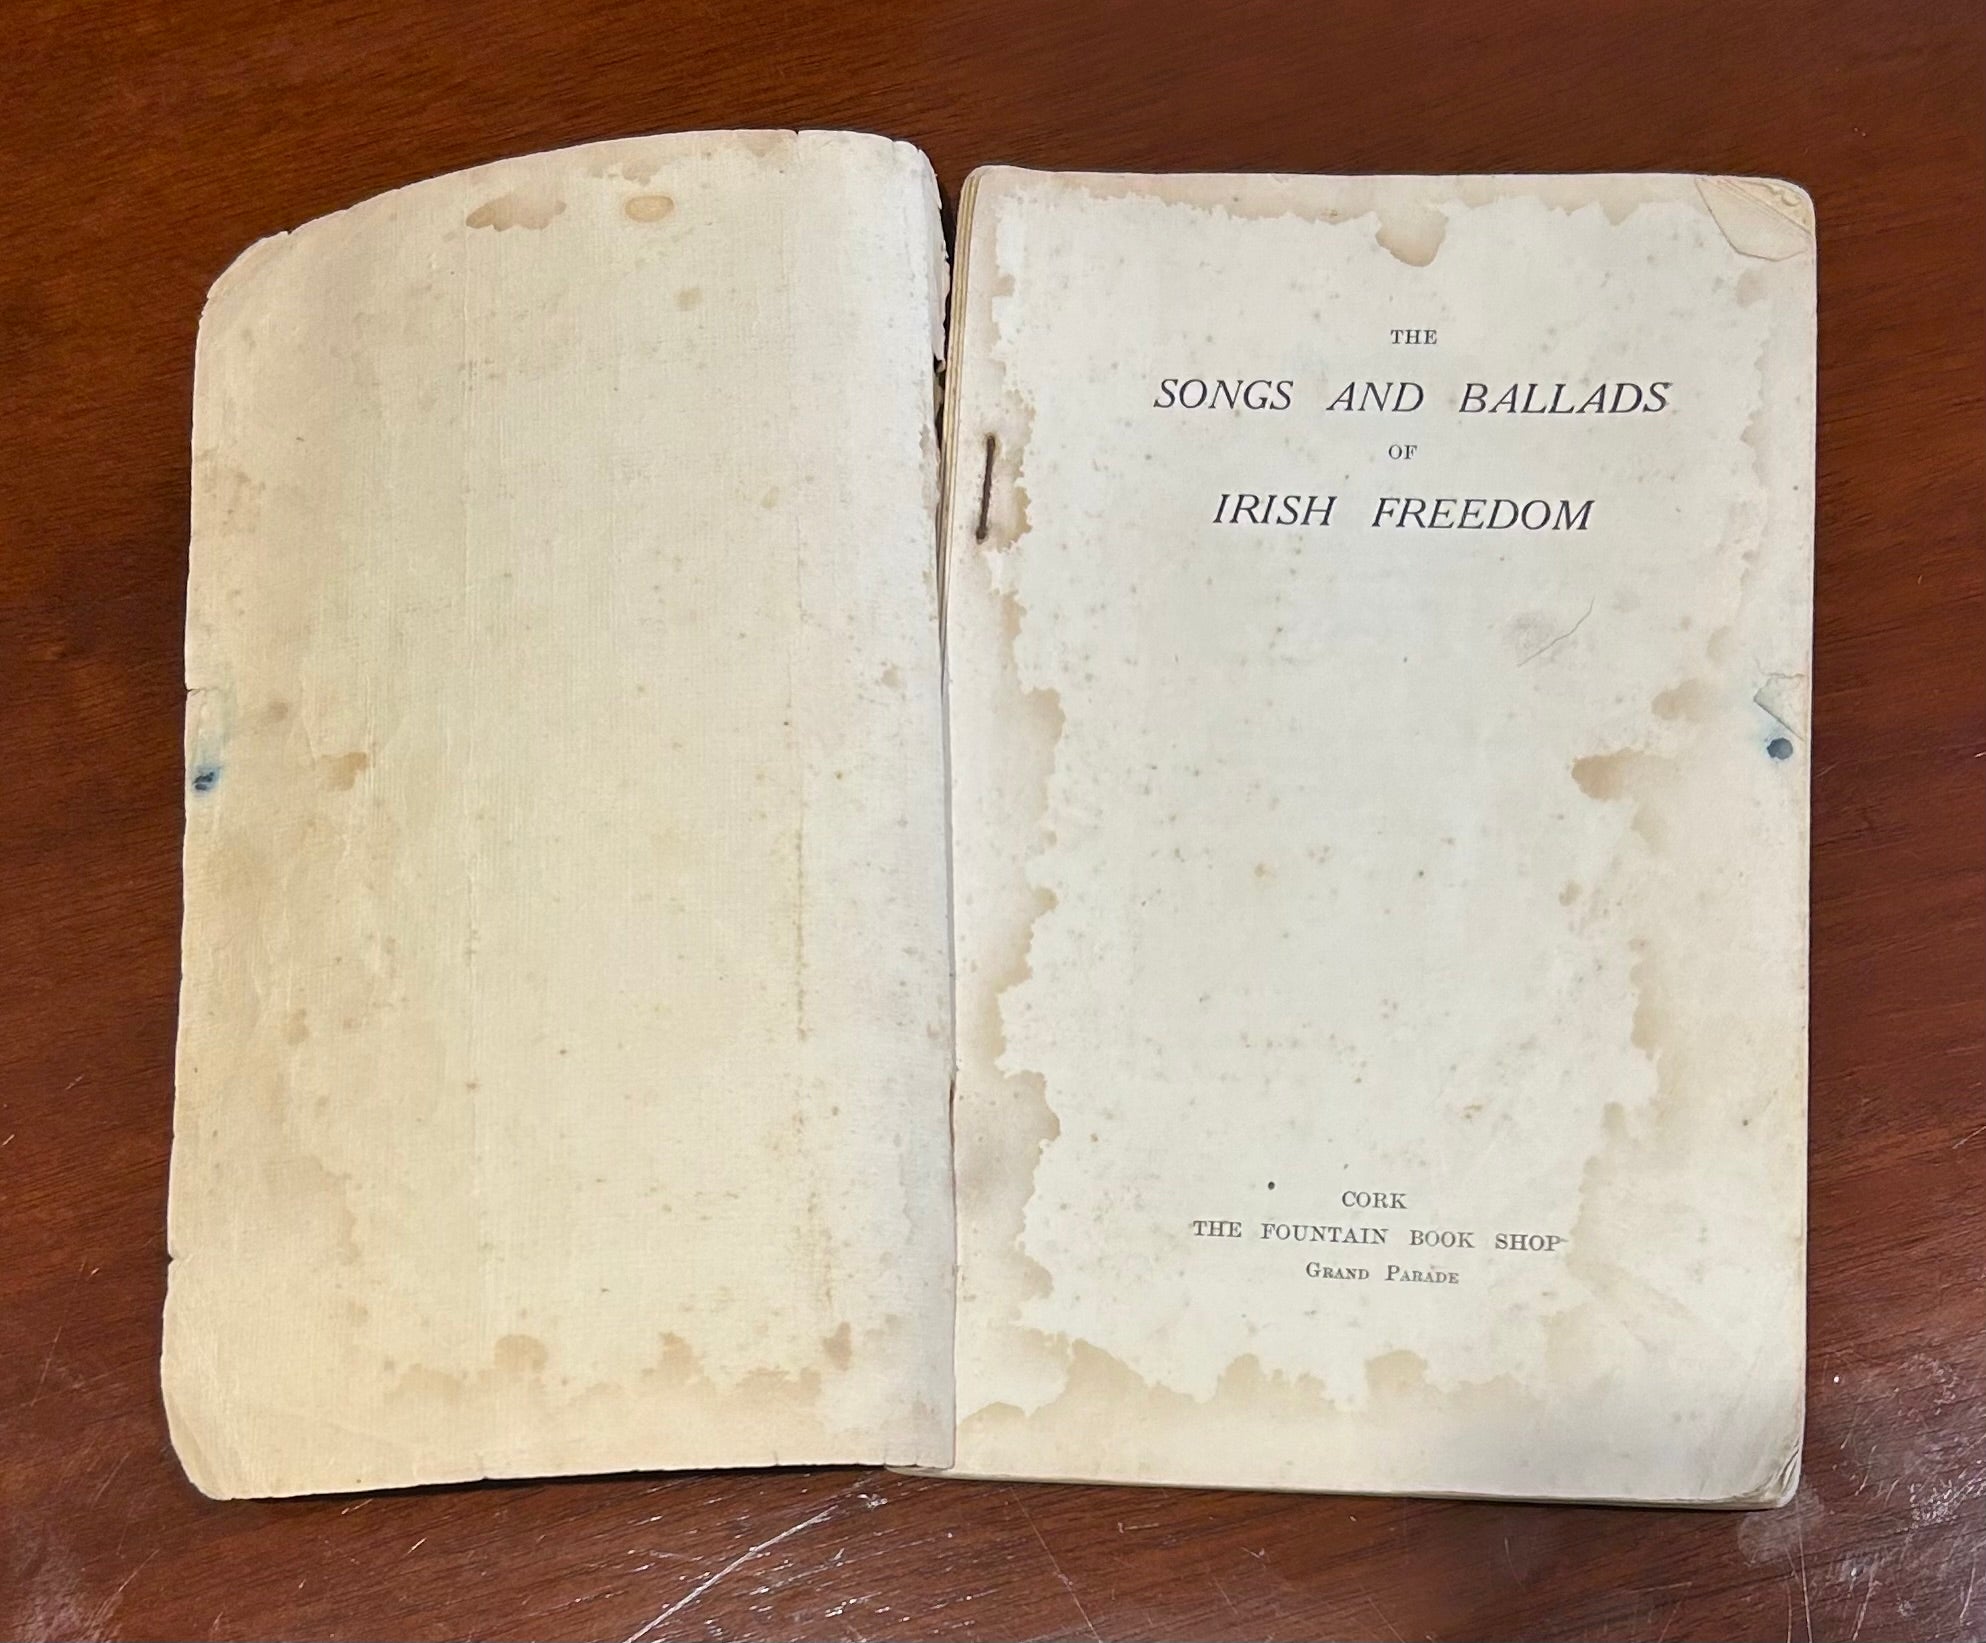 THE
SONGS AND BALLADS
OF
IRISH FREEDOM
CORK
THE FOUNTAIN BOOK SHOP
Grand Parade